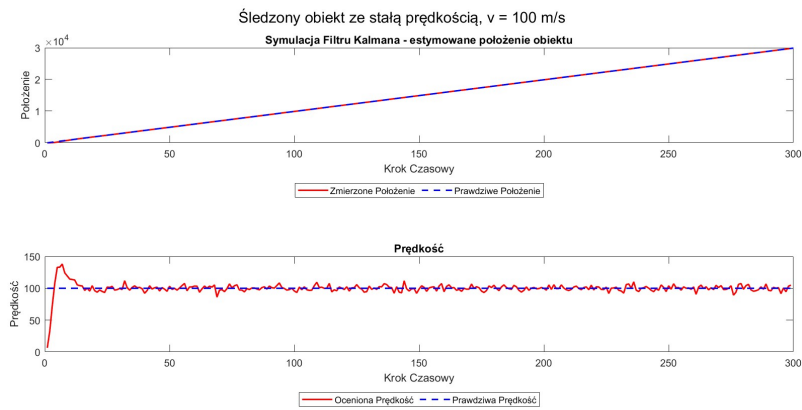 Śledzony obiekt ze stałą prędkością, v = 100 m/s
Symulacja Filtru Kalmana - estymowane położenie obiektu
×10⁴
3
2
1
0
Położenie
50
100
150
200
250
300
Krok Czasowy
Zmierzone Położenie
Prawdziwe Położenie
Prędkość
150
100
50
0
Prędkość
0
50
100
150
200
250
300
Krok Czasowy
Oceniona Prędkość
Prawdziwa Prędkość